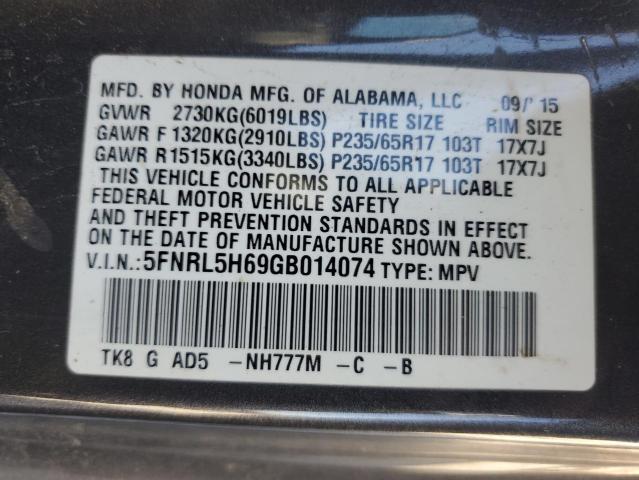 MFD. BY HONDA MFG. OF ALABAMA, LLC 09/15
GVWR 2730KG(6019LBS) TIRE SIZE RIM SIZE
GAWR F 1320KG(2910LBS) P235/65R17 103T 17X7J
GAWR R1515KG(3340LBS) P235/65R17 103T 17X7J
THIS VEHICLE CONFORMS TO ALL APPLICABLE
FEDERAL MOTOR VEHICLE SAFETY
AND THEFT PREVENTION STANDARDS IN EFFECT
ON THE DATE OF MANUFACTURE SHOWN ABOVE.
V.I.N.:5FNRL5H69GB014074 TYPE: MPV
TK8 G AD5 -NH777M -C -B